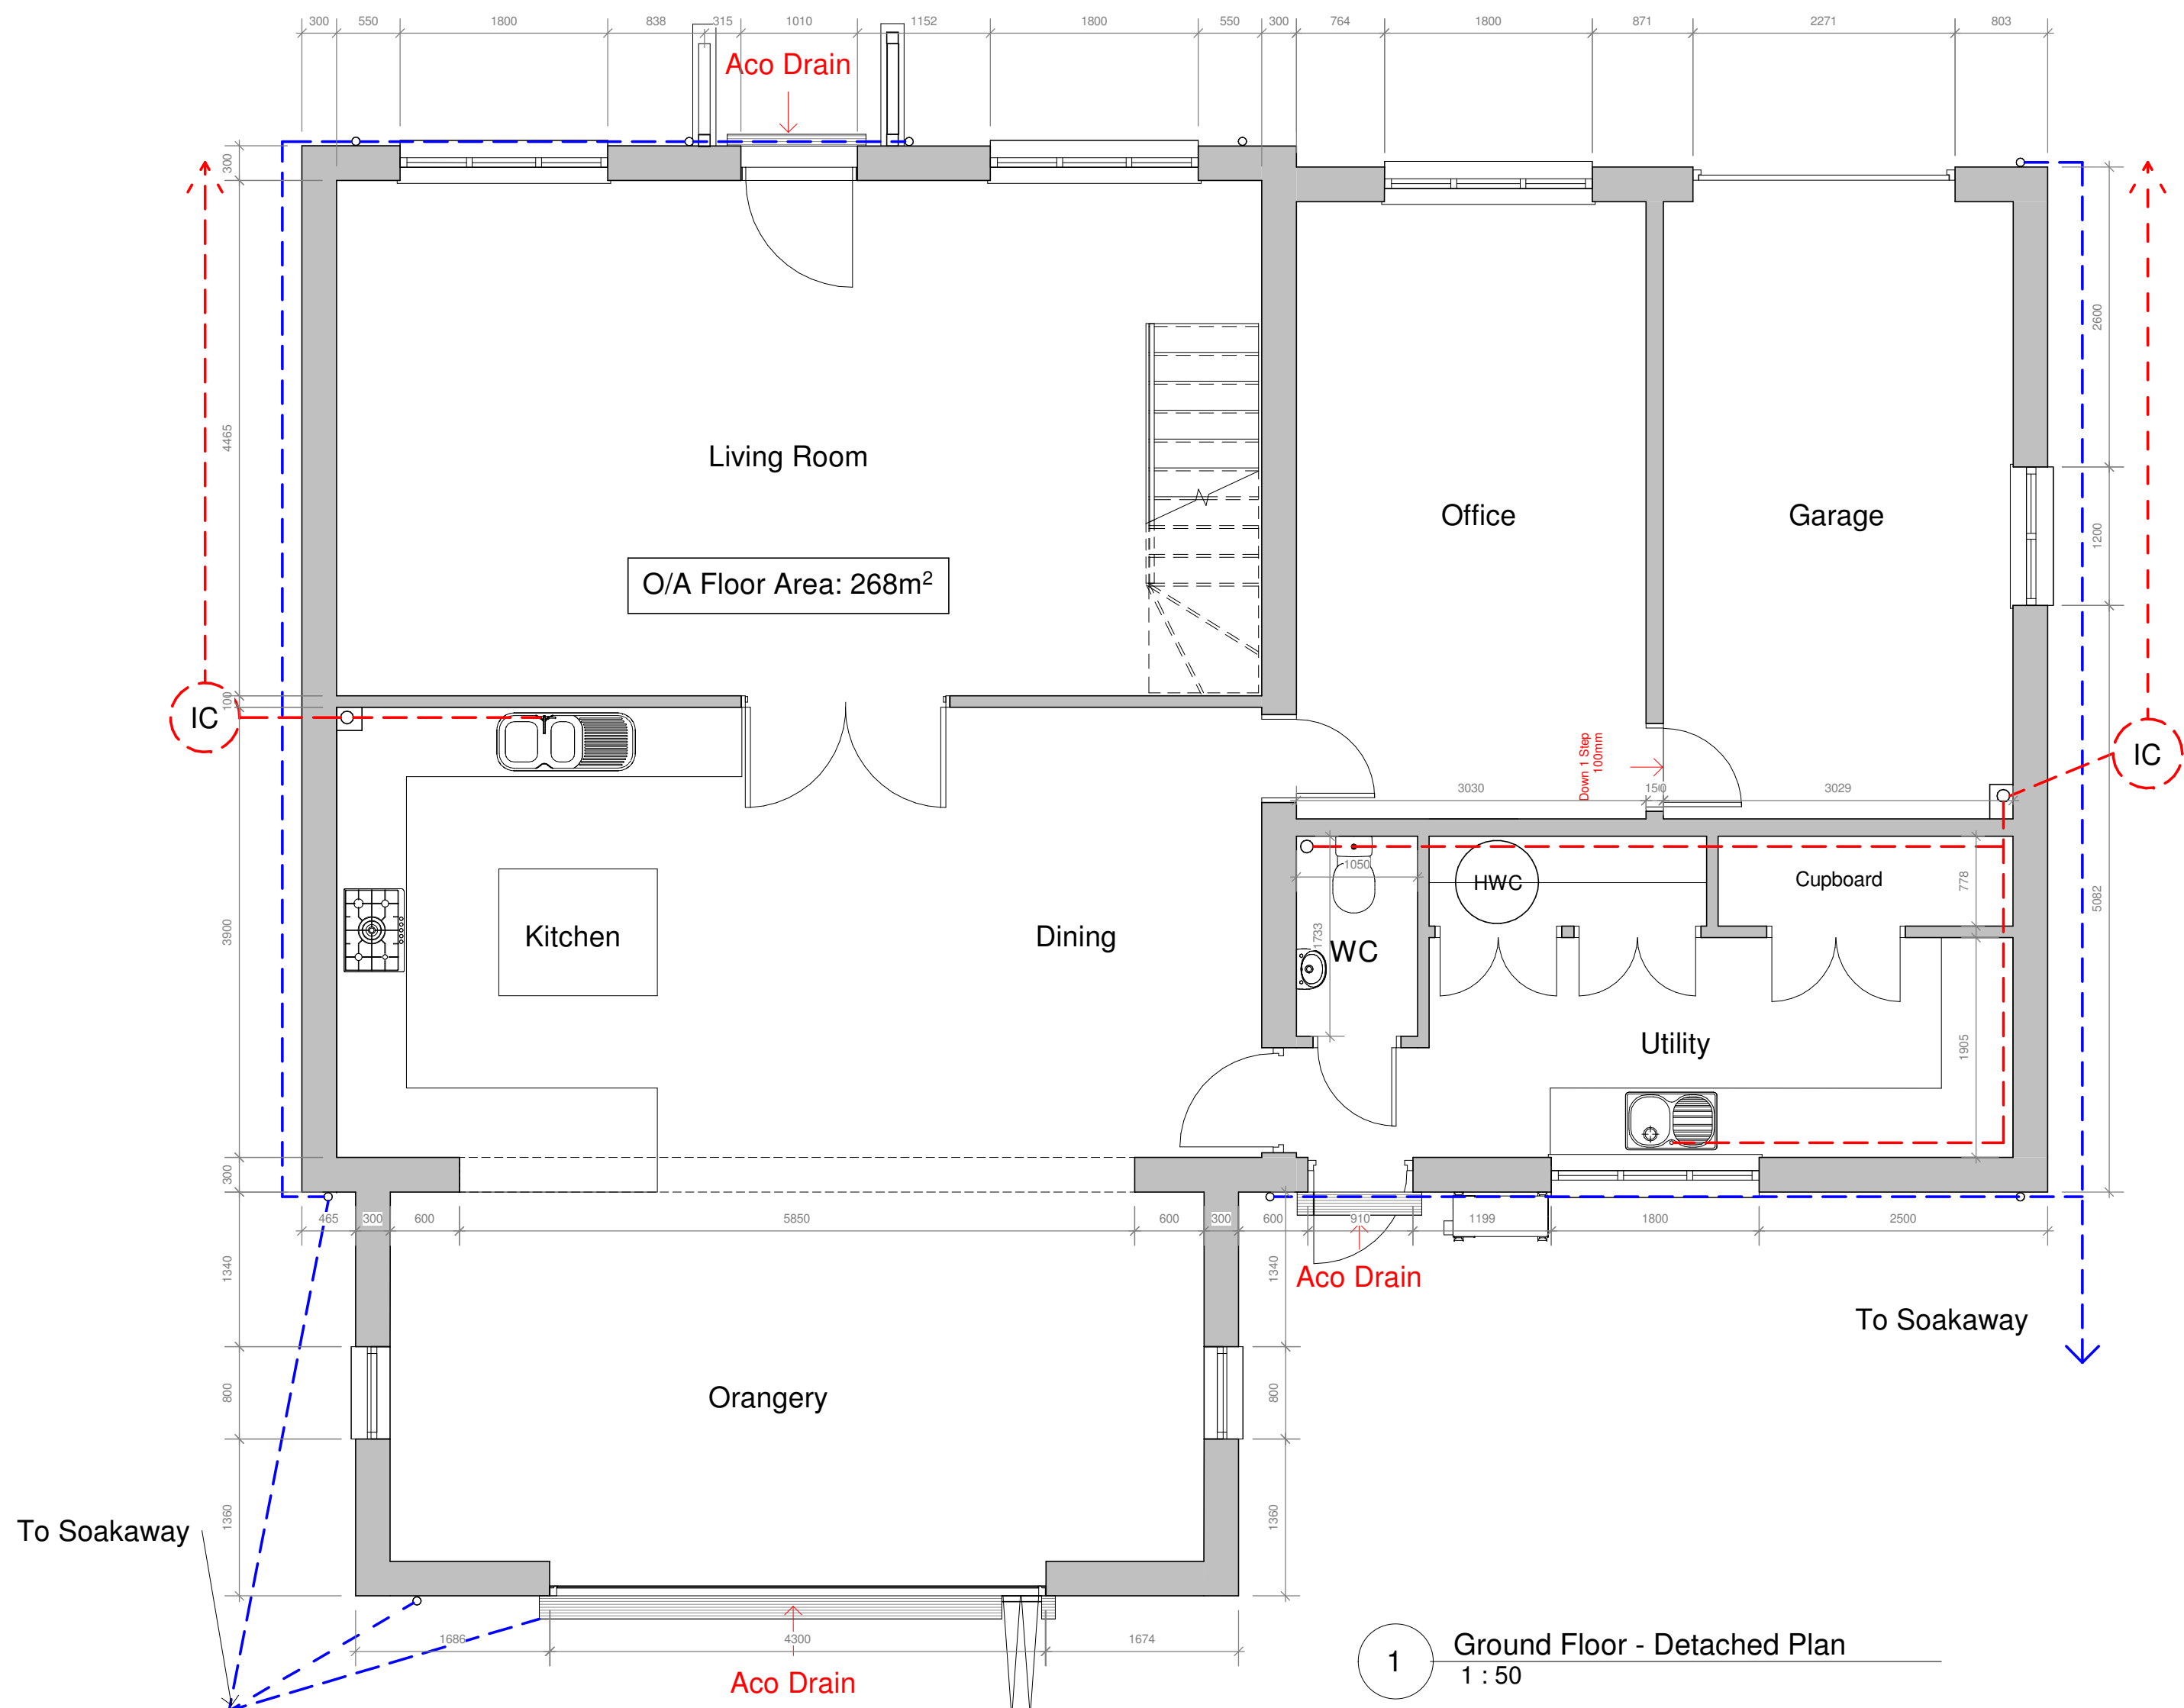 300 550 1800 838 315 1010 1152 1800 550 300 764 1800 871 2271 803
Aco Drain
300
4465
100
3900
300
1340
800
1360
2600
1200
5082
Living Room
O/A Floor Area: 268m²
Office
Garage
IC
IC
Down 1 Step
100mm
3030 150 3029
1050
1733
WC
HWC
Cupboard
778
Kitchen
Dining
Utility
1905
465 300 600 5850 600 300 600 910 1199 1800 2500
1340
800
1360
Aco Drain
To Soakaway
Orangery
To Soakaway
1686 4300 1674
Aco Drain
1
Ground Floor - Detached Plan
1 : 50